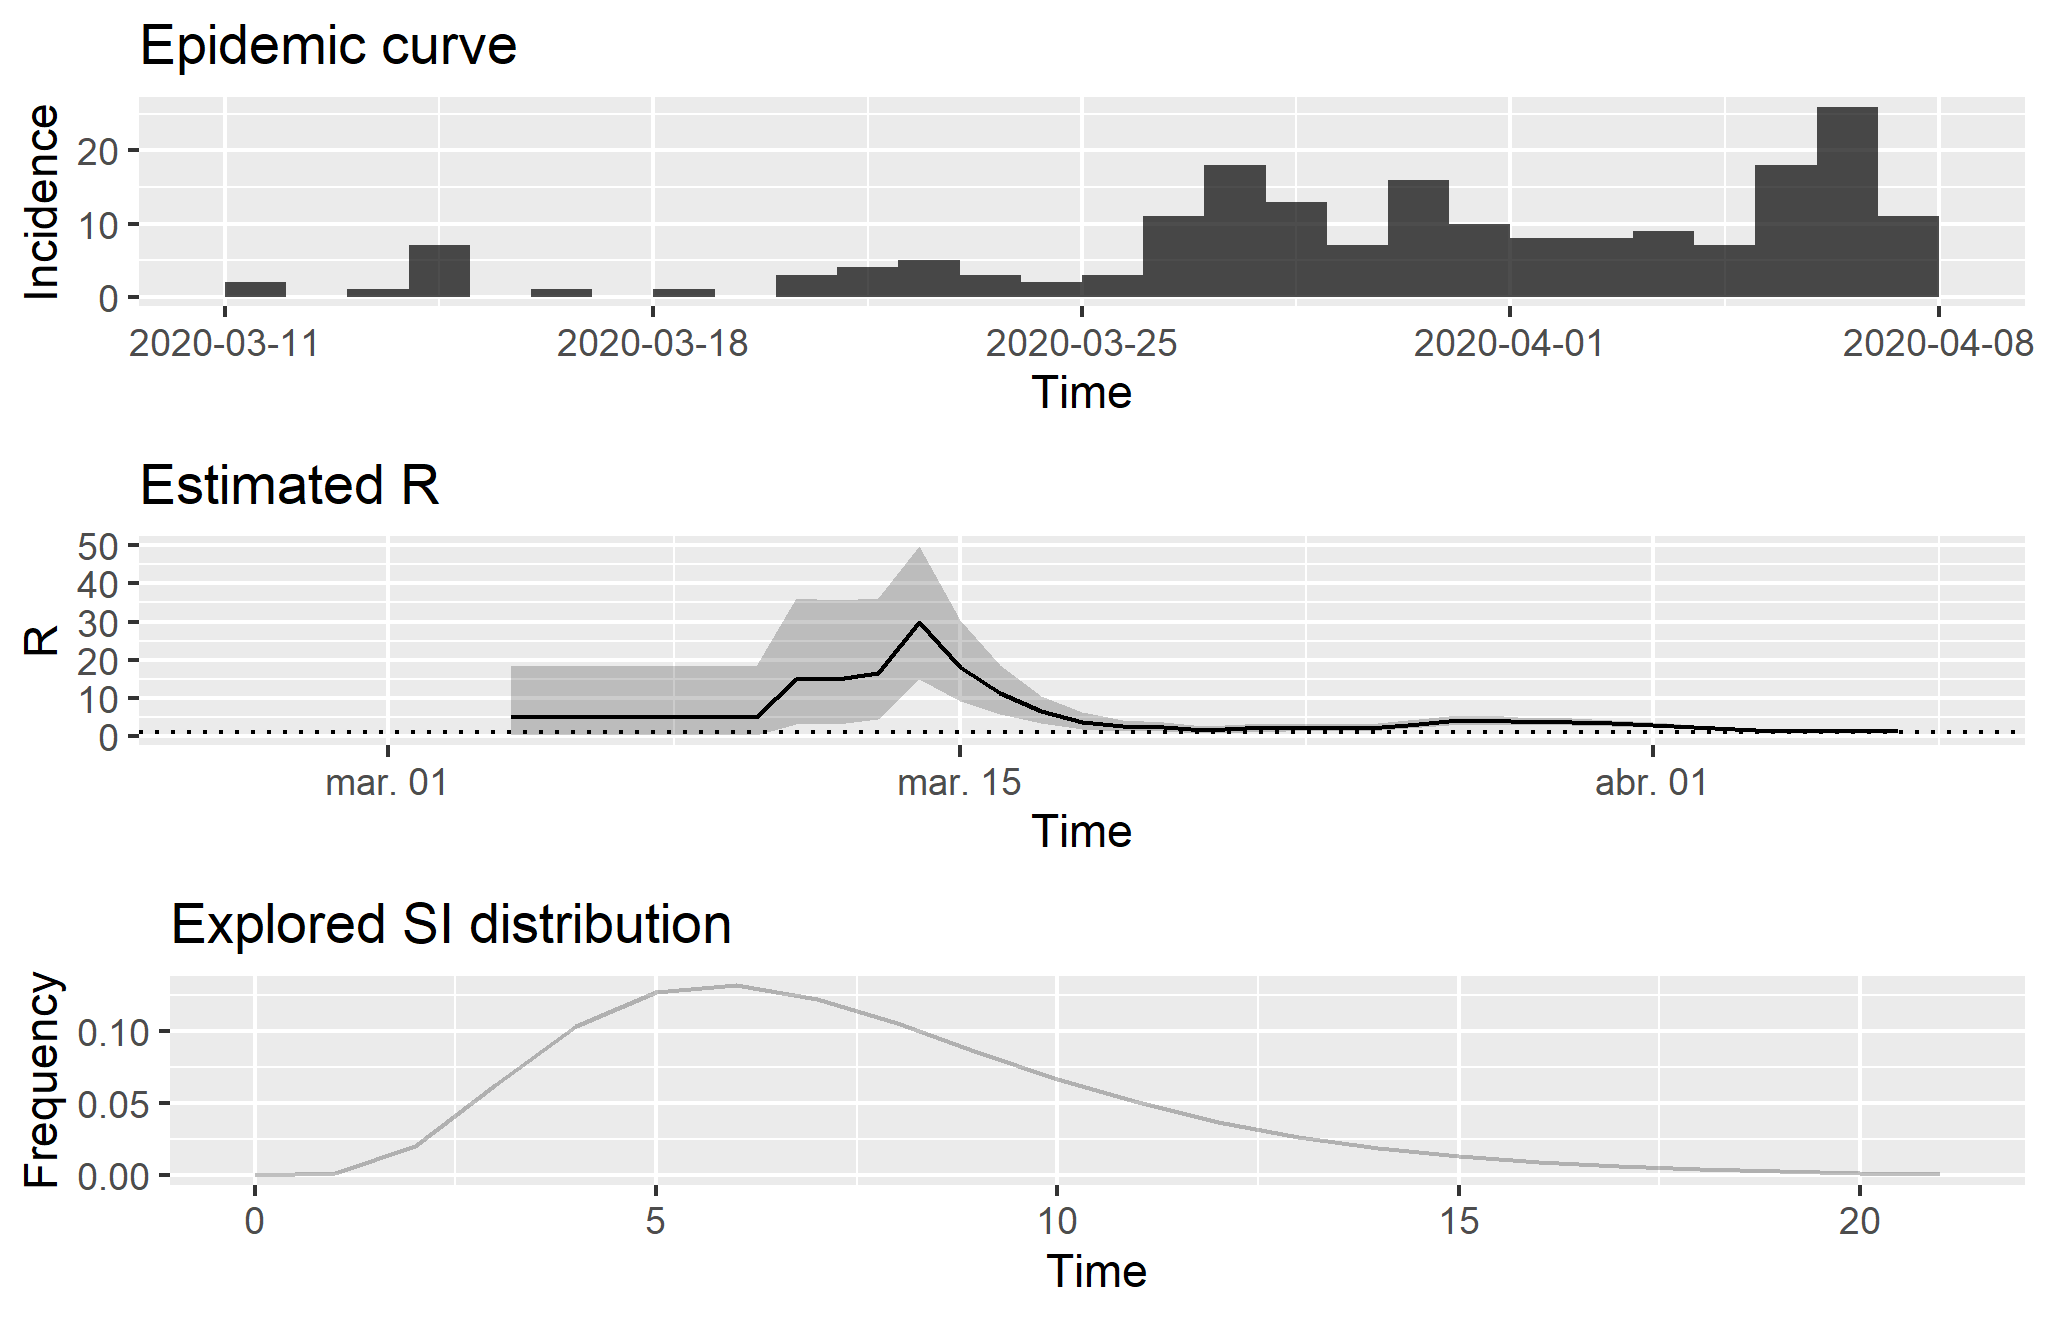 Epidemic curve
Incidence
20
10
0
2020-03-11 2020-03-18 2020-03-25 2020-04-01 2020-04-08
Time
Estimated R
R
50
40
30
20
10
0
mar. 01 mar. 15 abr. 01
Time
Explored SI distribution
Frequency
0.10
0.05
0.00
0 5 10 15 20
Time